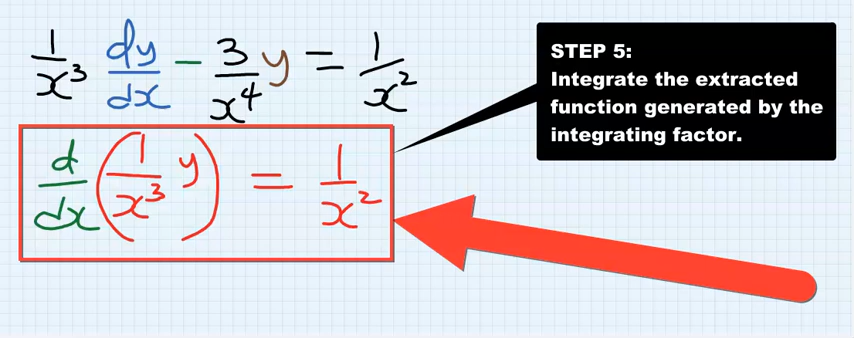 1/x³ dy/dx - 3/x⁴ y = 1/x²
d/dx (1/x³ y) = 1/x²
STEP 5:
Integrate the extracted
function generated by the
integrating factor.